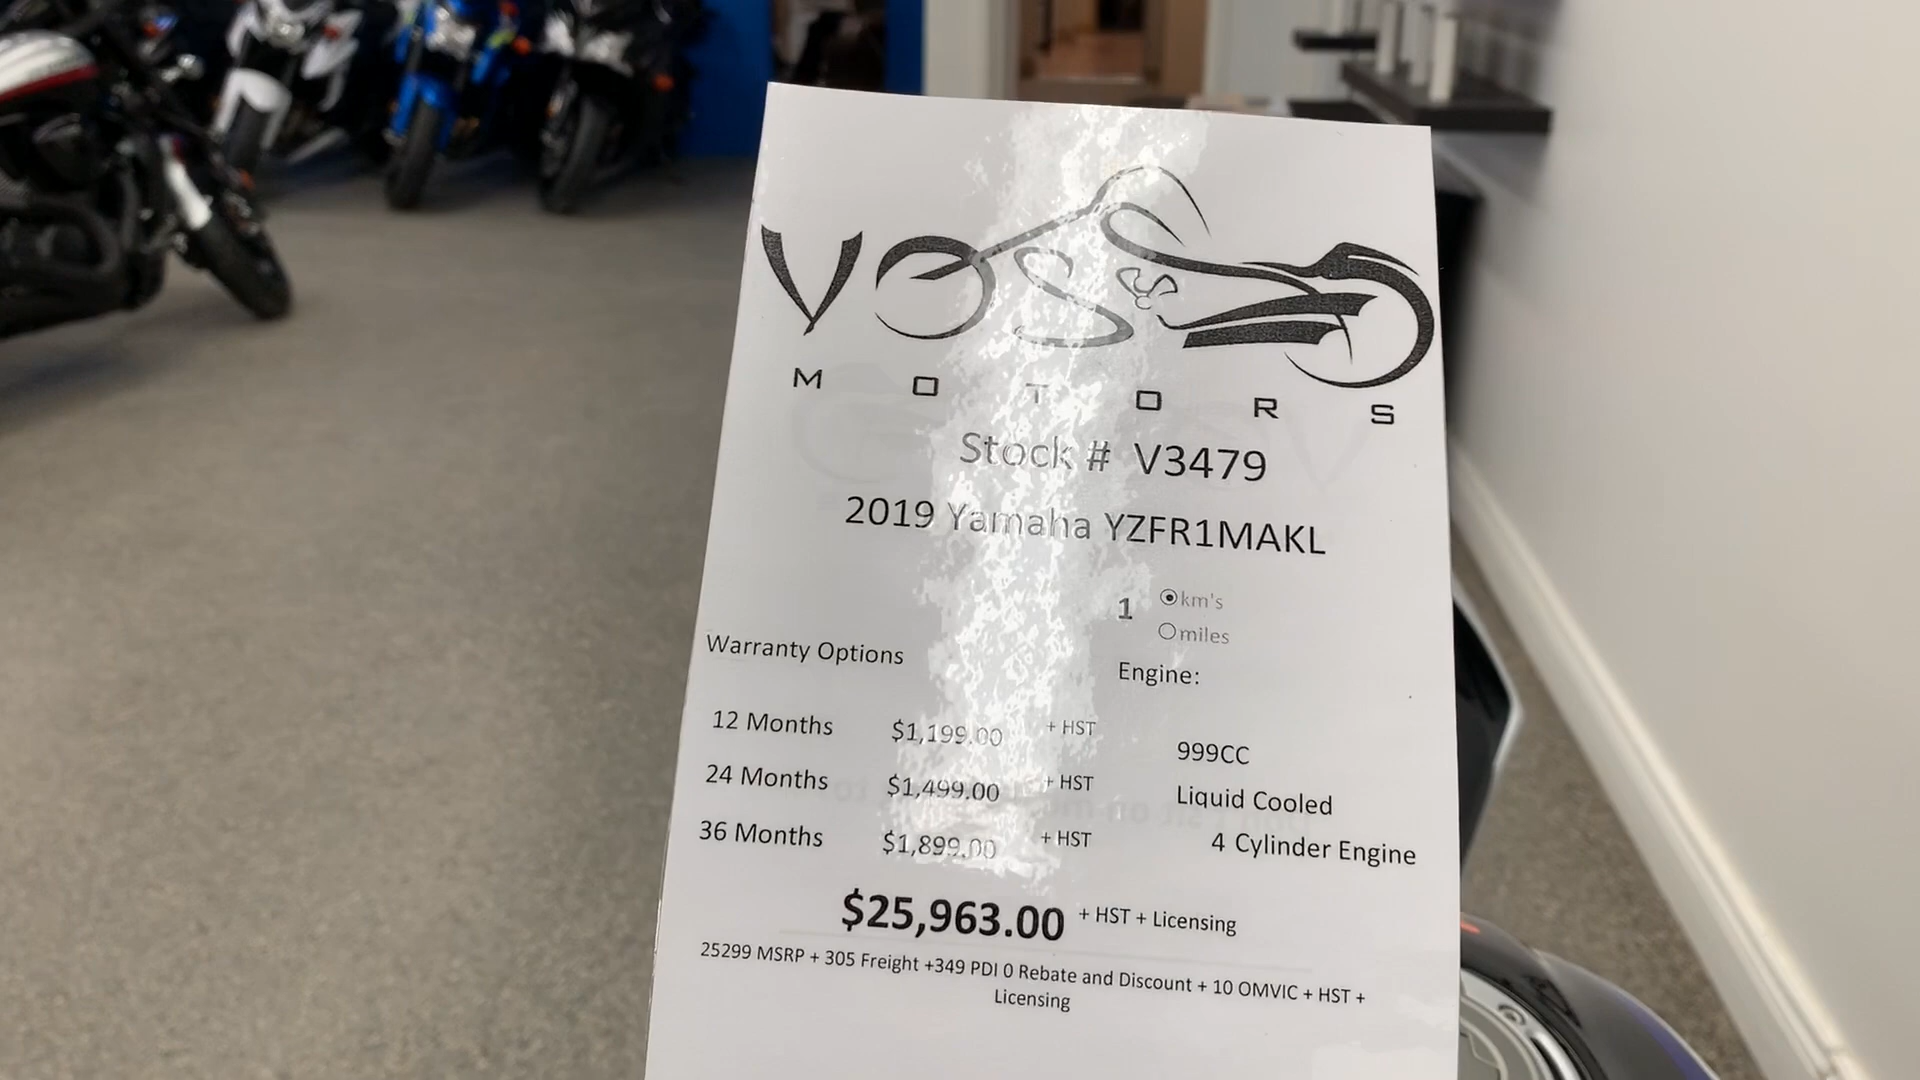 VOS
MOTORS
Stock # V3479
2019 Yamaha YZFR1MAKL
1 km's
miles
Warranty Options
Engine:
12 Months $1,199.00 + HST
999CC
24 Months $1,499.00 + HST
Liquid Cooled
36 Months $1,899.00 + HST
4 Cylinder Engine
$25,963.00 + HST + Licensing
25299 MSRP + 305 Freight +349 PDI 0 Rebate and Discount + 10 OMVIC + HST +
Licensing